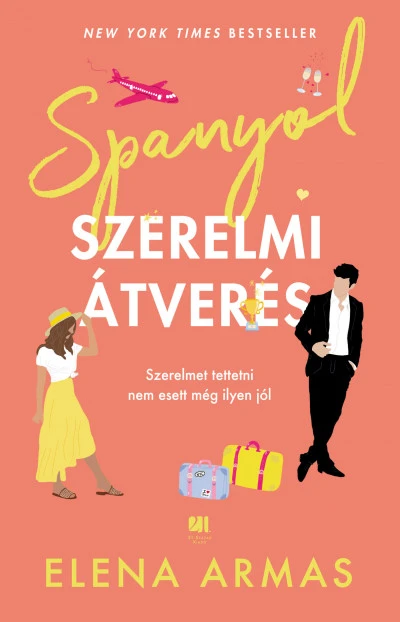 NEW YORK TIMES BESTSELLER
Spanyol
SZERELMI
ÁTVERÉS
Szerelmet tettetni
nem esett még ilyen jól
ELENA ARMAS